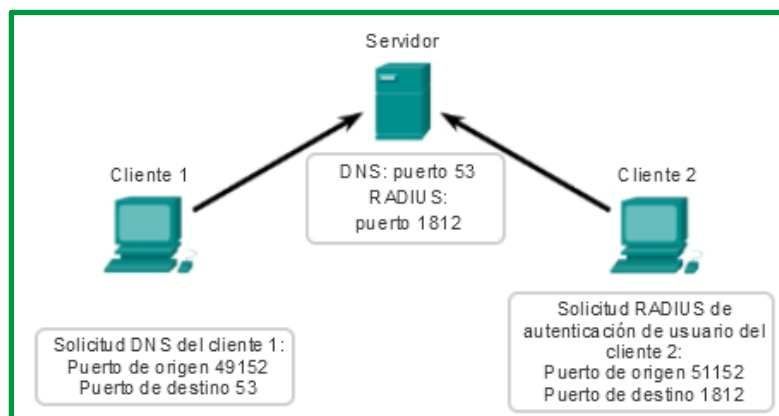 Servidor
Cliente 1
DNS: puerto 53
RADIUS:
puerto 1812
Cliente 2
Solicitud DNS del cliente 1:
Puerto de origen 49152
Puerto de destino 53
Solicitud RADIUS de
autenticación de usuario del
cliente 2:
Puerto de origen 51152
Puerto de destino 1812